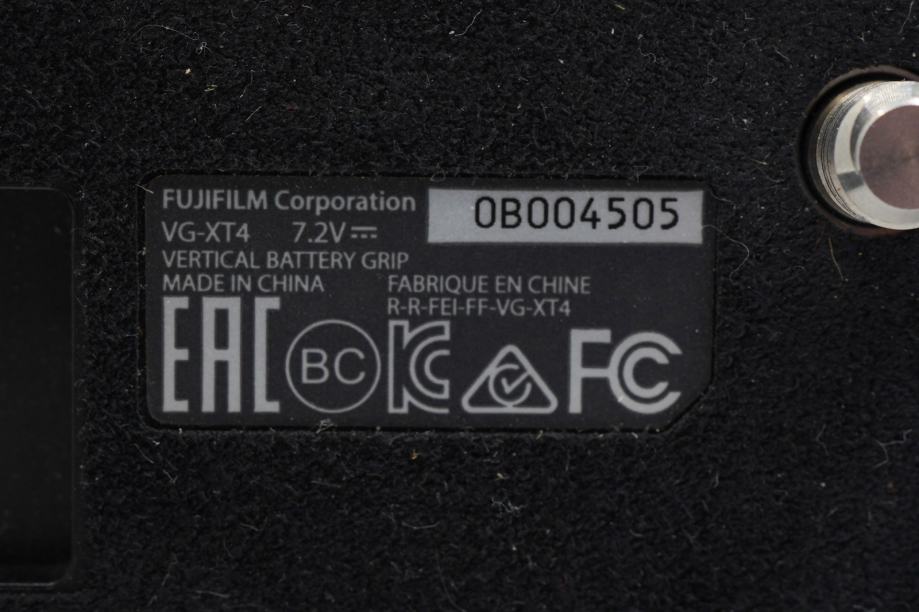 FUJIFILM Corporation
0B004505
VG-XT4 7.2V
VERTICAL BATTERY GRIP
MADE IN CHINA FABRIQUE EN CHINE
R-R-FEI-FF-VG-XT4
EAC BC KC FC